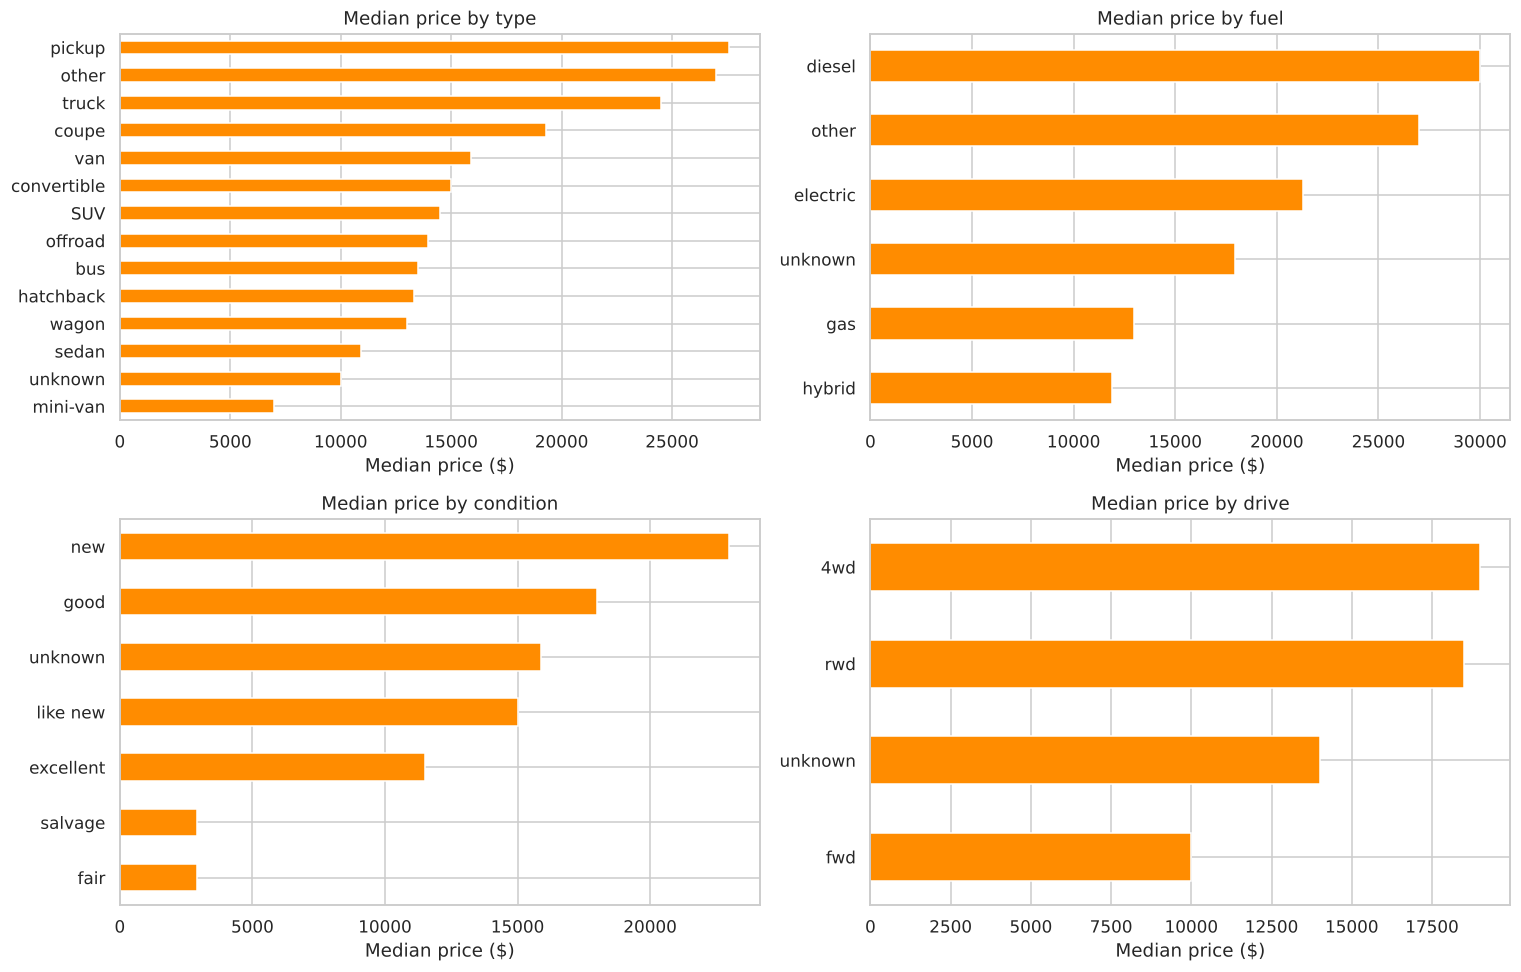 Median price by type
pickup
other
truck
coupe
van
convertible
SUV
offroad
bus
hatchback
wagon
sedan
unknown
mini-van
0 5000 10000 15000 20000 25000
Median price ($)
Median price by fuel
diesel
other
electric
unknown
gas
hybrid
0 5000 10000 15000 20000 25000 30000
Median price ($)
Median price by condition
new
good
unknown
like new
excellent
salvage
fair
0 5000 10000 15000 20000
Median price ($)
Median price by drive
4wd
rwd
unknown
fwd
0 2500 5000 7500 10000 12500 15000 17500
Median price ($)